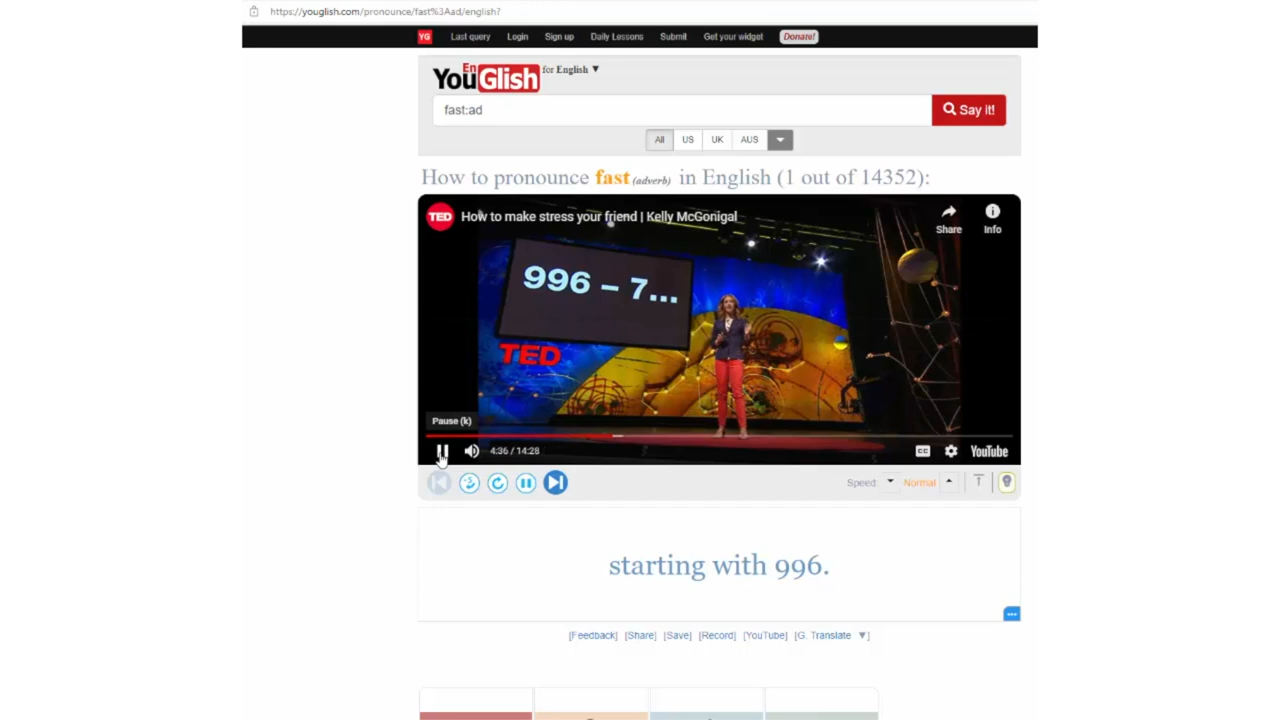 https://youglish.com/pronounce/fast%3Aad/english?
YG Last query Login Sign up Daily Lessons Submit Get your widget Donate!
En
YouGlish for English ▼
fast:ad Say it!
All US UK AUS
How to pronounce fast (adverb) in English (1 out of 14352):
TED How to make stress your friend | Kelly McGonigal
Share Info
996 – 7...
TED
Pause (k)
4:36 / 14:28 CC YouTube
Speed: Normal
starting with 996.
[Feedback] [Share] [Save] [Record] [YouTube] [G. Translate ▼]